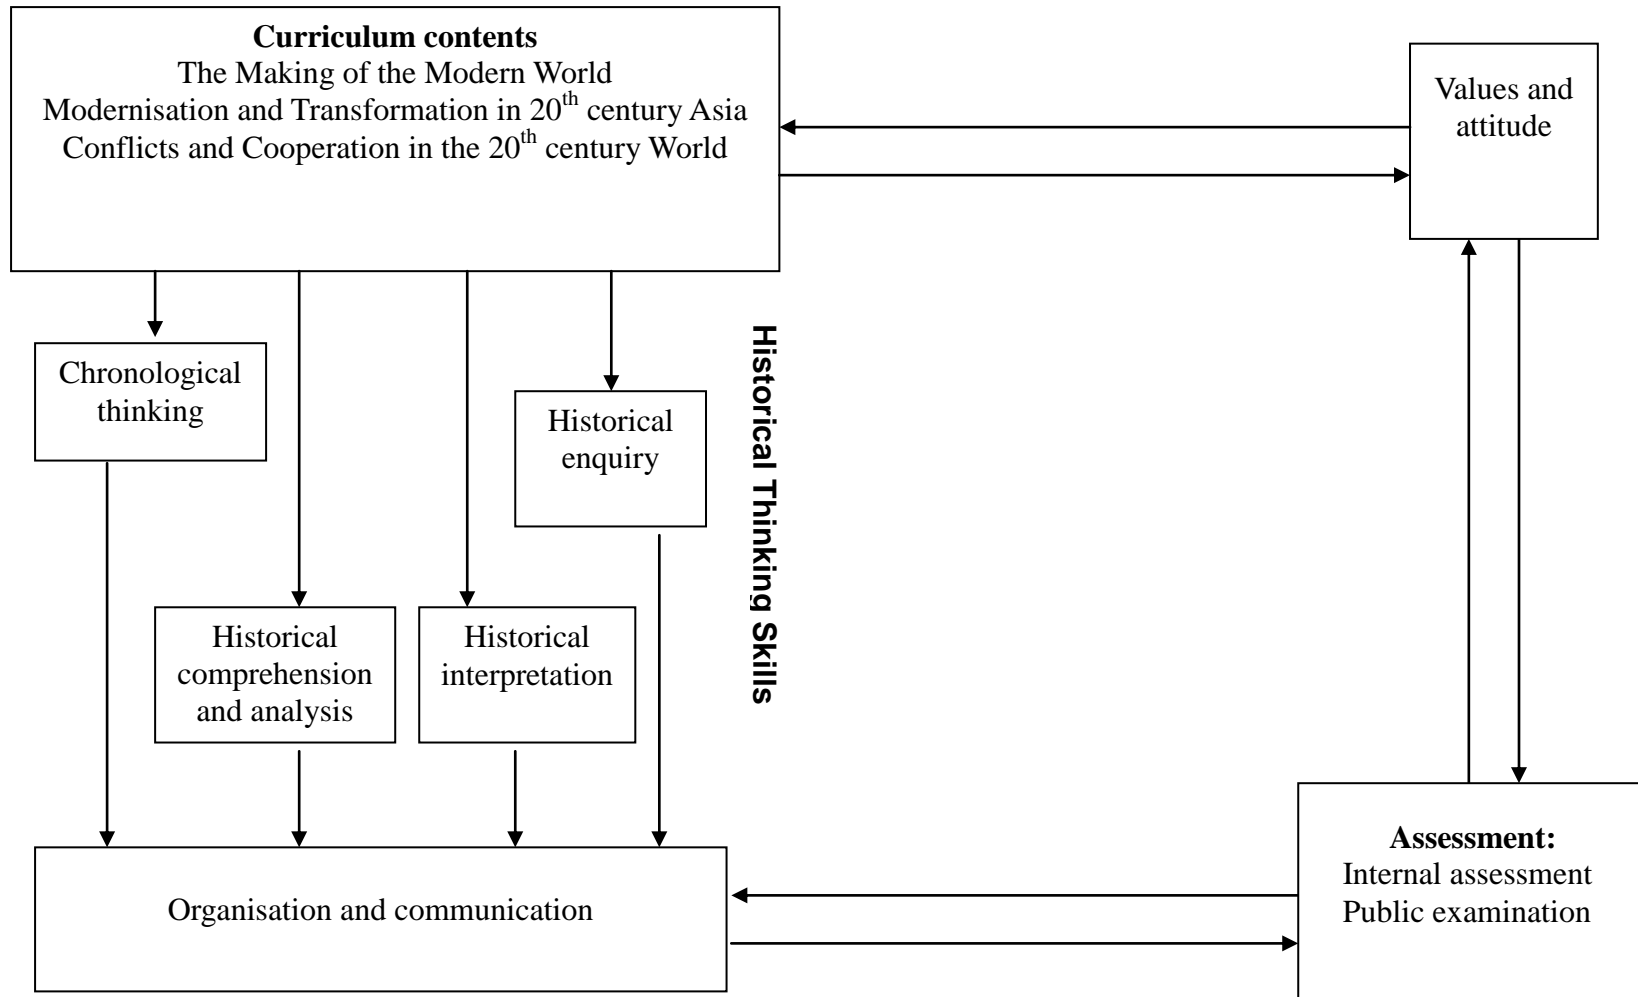 Curriculum contents
The Making of the Modern World
Modernisation and Transformation in 20th century Asia
Conflicts and Cooperation in the 20th century World
Values and
attitude
Chronological
thinking
Historical
enquiry
Historical Thinking Skills
Historical
comprehension
and analysis
Historical
interpretation
Organisation and communication
Assessment:
Internal assessment
Public examination